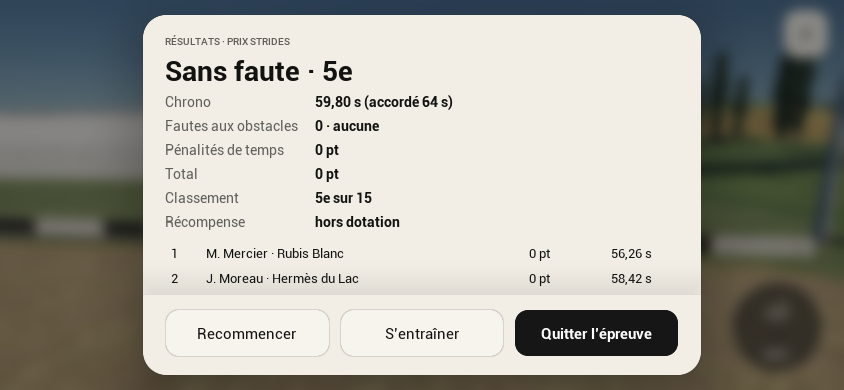 RÉSULTATS · PRIX STRIDES
Sans faute · 5e
Chrono 59,80 s (accordé 64 s)
Fautes aux obstacles 0 · aucune
Pénalités de temps 0 pt
Total 0 pt
Classement 5e sur 15
Récompense hors dotation
1 M. Mercier · Rubis Blanc 0 pt 56,26 s
2 J. Moreau · Hermès du Lac 0 pt 58,42 s
Recommencer S’entraîner Quitter l’épreuve